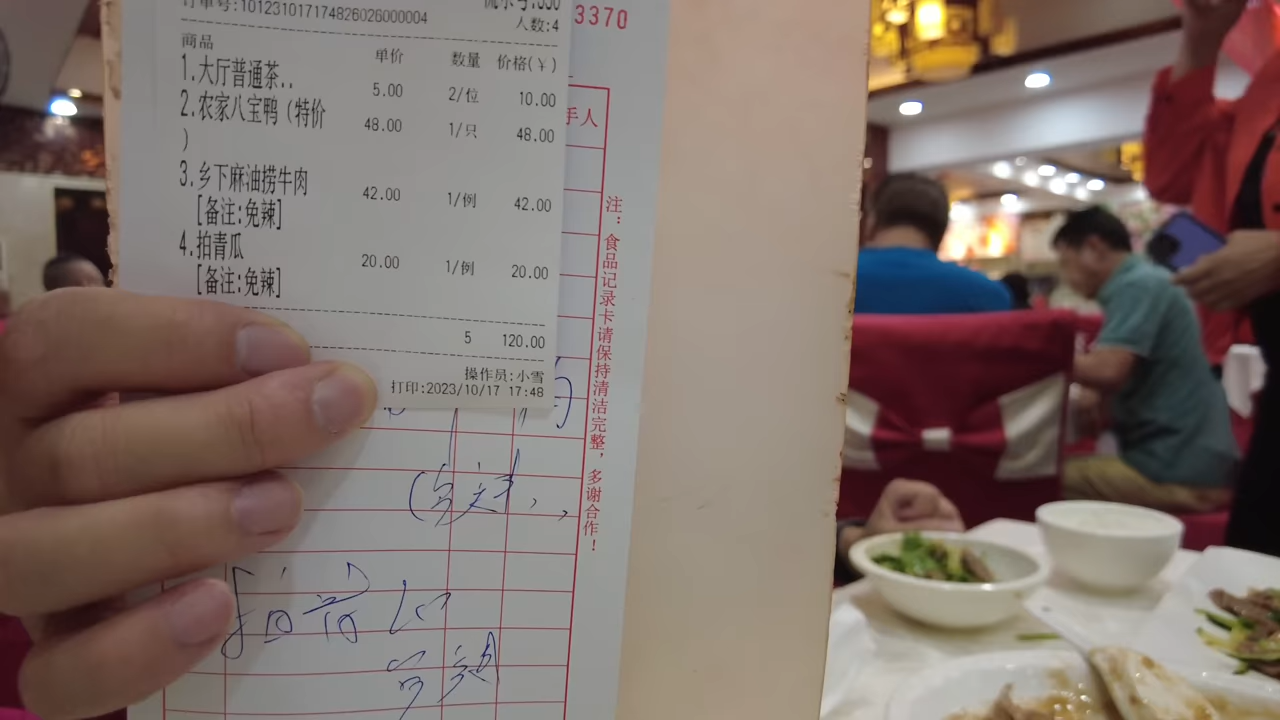 订单号:101231017174826026000004
人数:4
3370
商品 单价 数量 价格(¥)
1.大厅普通茶.. 5.00 2/位 10.00
2.农家八宝鸭（特价
） 48.00 1/只 48.00
3.乡下麻油捞牛肉 42.00 1/例 42.00
[备注:免辣]
4.拍青瓜 20.00 1/例 20.00
[备注:免辣]
5 120.00
操作员:小雪
打印:2023/10/17 17:48
手人
注：食品记录卡请保持清洁完整，多谢合作！
拍青瓜